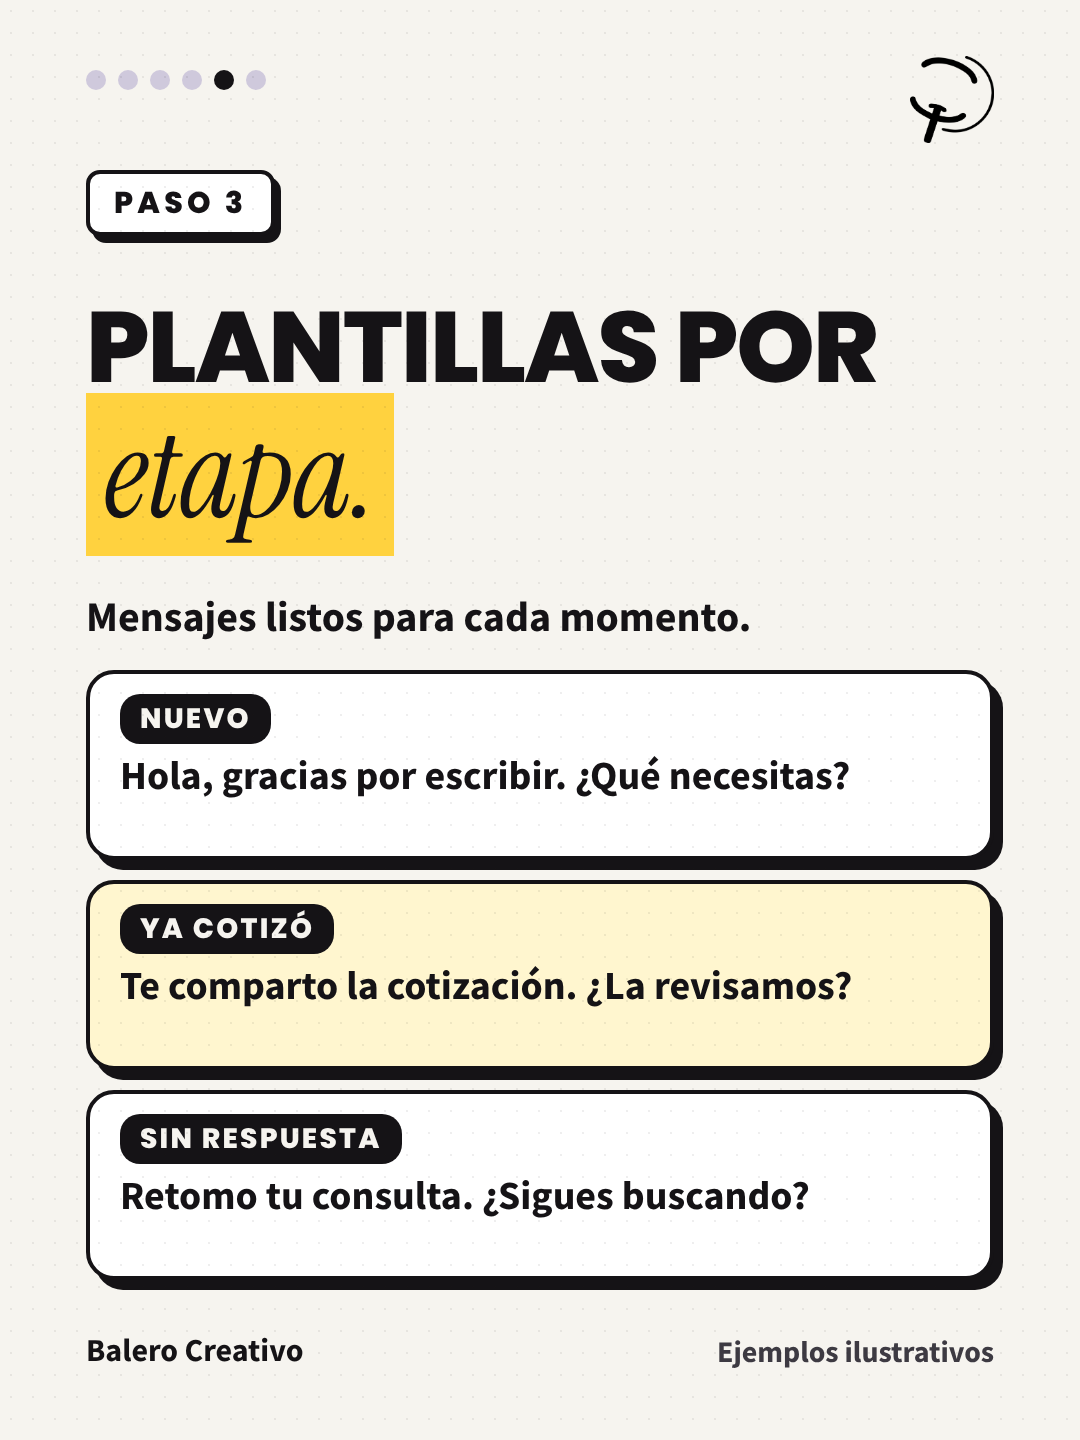 PASO 3
PLANTILLAS POR
etapa.
Mensajes listos para cada momento.
NUEVO
Hola, gracias por escribir. ¿Qué necesitas?
YA COTIZÓ
Te comparto la cotización. ¿La revisamos?
SIN RESPUESTA
Retomo tu consulta. ¿Sigues buscando?
Balero Creativo
Ejemplos ilustrativos